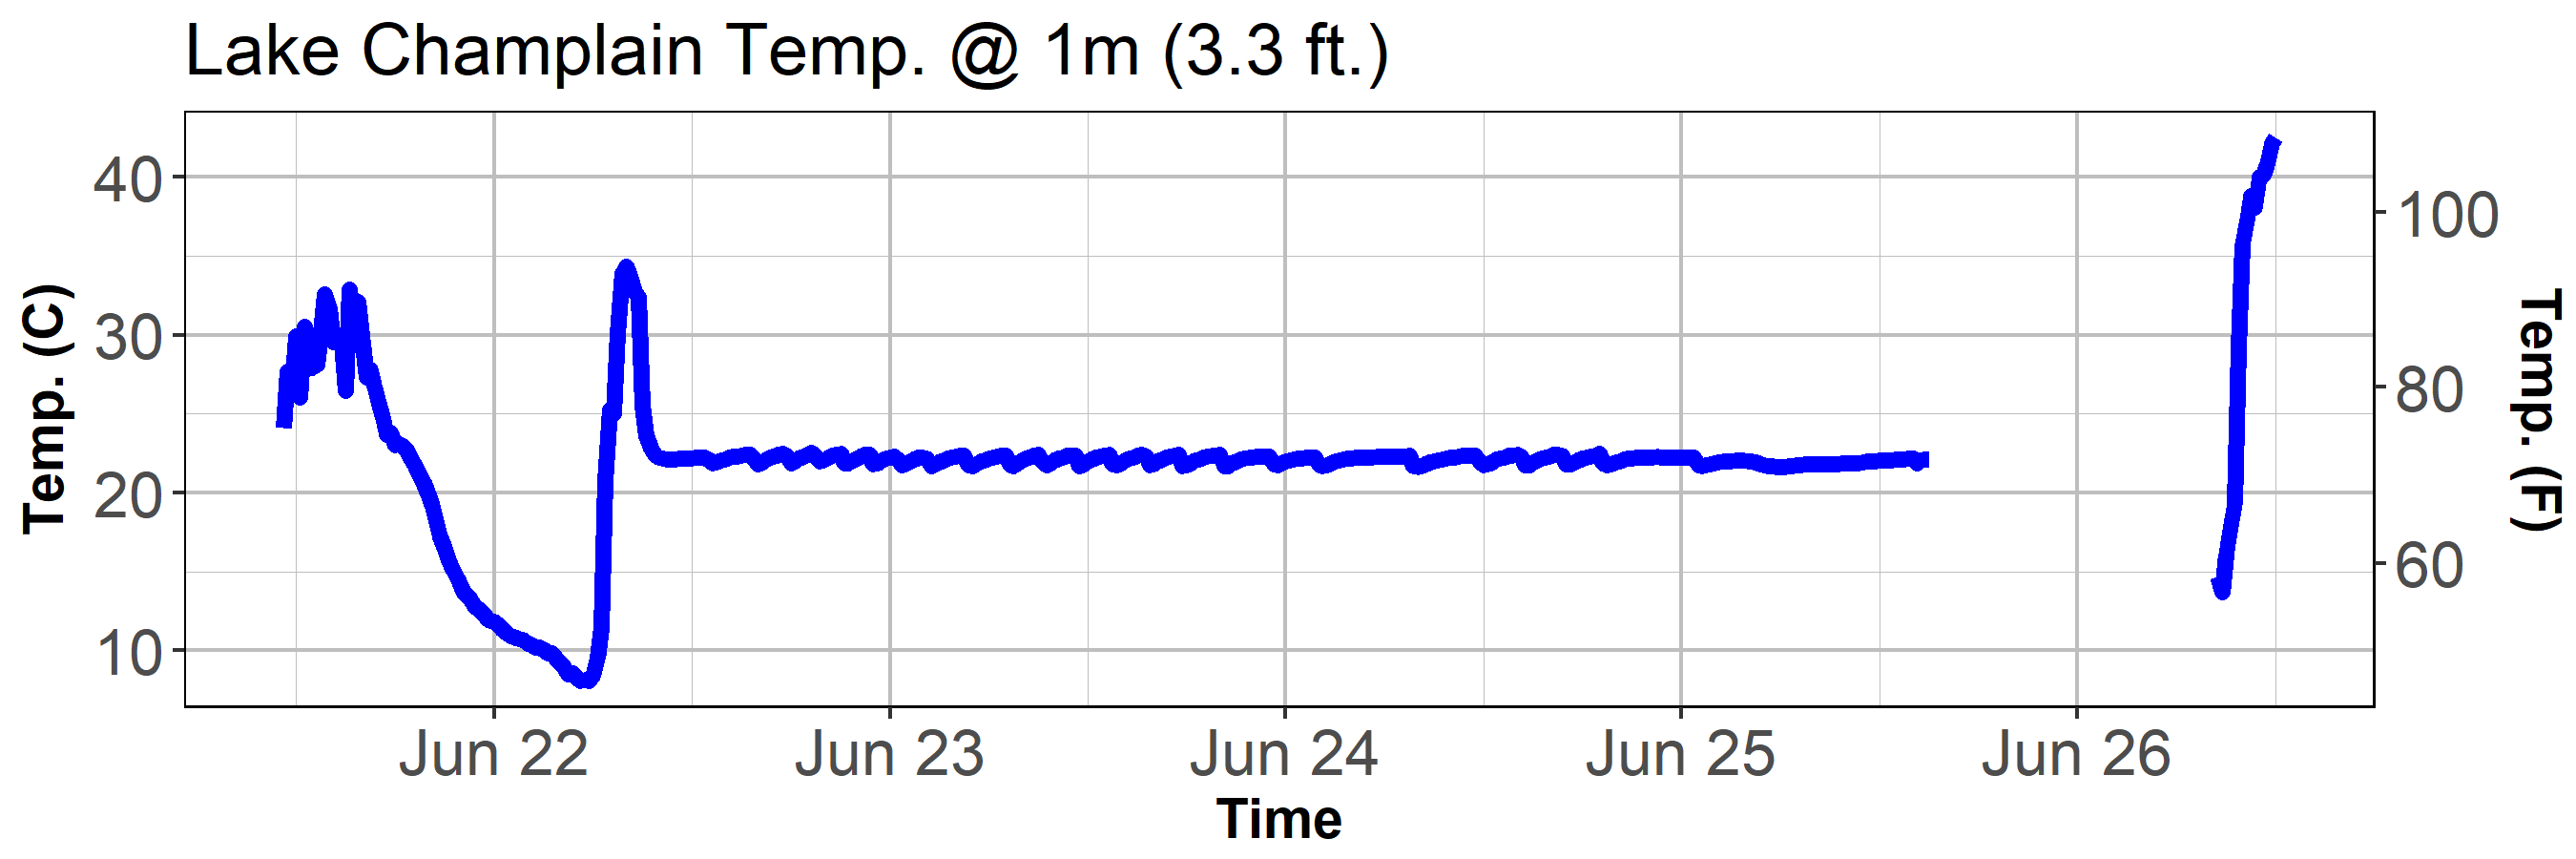 Lake Champlain Temp. @ 1m (3.3 ft.)
Temp. (C)
40
30
20
10
100
80
60
Temp. (F)
Jun 22 Jun 23 Jun 24 Jun 25 Jun 26
Time